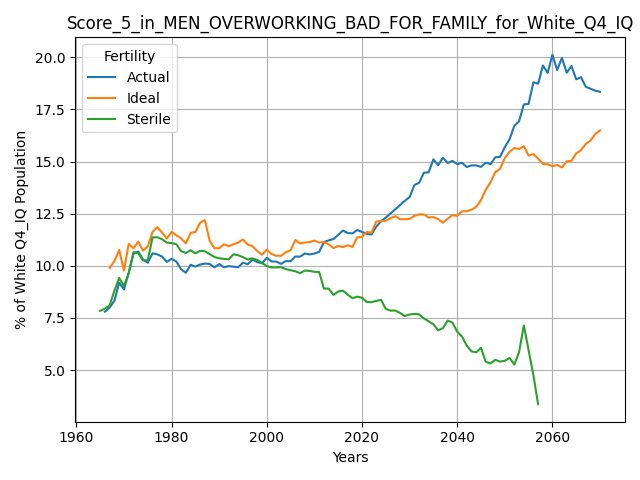 Score_5_in_MEN_OVERWORKING_BAD_FOR_FAMILY_for_White_Q4_IQ
Fertility
Actual
Ideal
Sterile
% of White Q4_IQ Population
20.0
17.5
15.0
12.5
10.0
7.5
5.0
1960
1980
2000
2020
2040
2060
Years